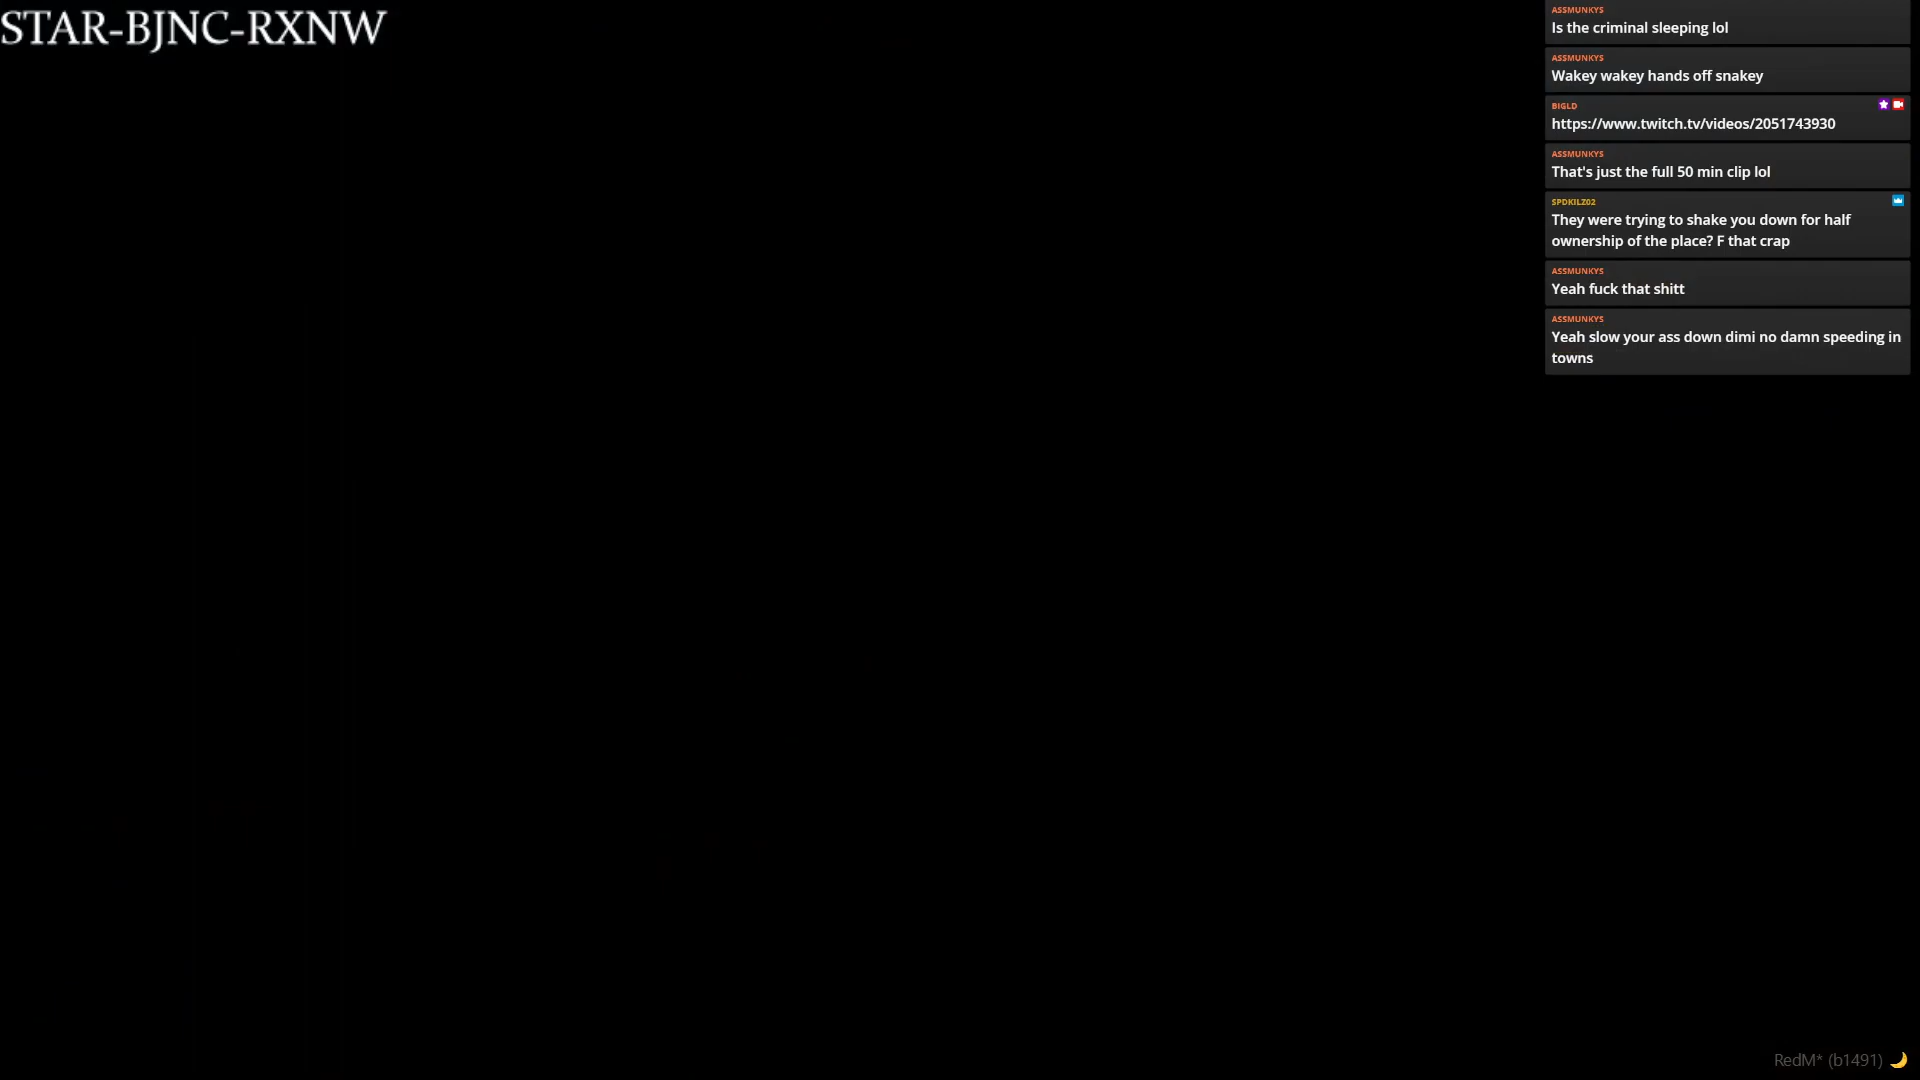 STAR-BJNC-RXNW
ASSMUNKYS
Is the criminal sleeping lol
ASSMUNKYS
Wakey wakey hands off snakey
BIGLD
https://www.twitch.tv/videos/2051743930
ASSMUNKYS
That's just the full 50 min clip lol
SPDKILZ02
They were trying to shake you down for half
ownership of the place? F that crap
ASSMUNKYS
Yeah fuck that shitt
ASSMUNKYS
Yeah slow your ass down dimi no damn speeding in
towns
RedM* (b1491)